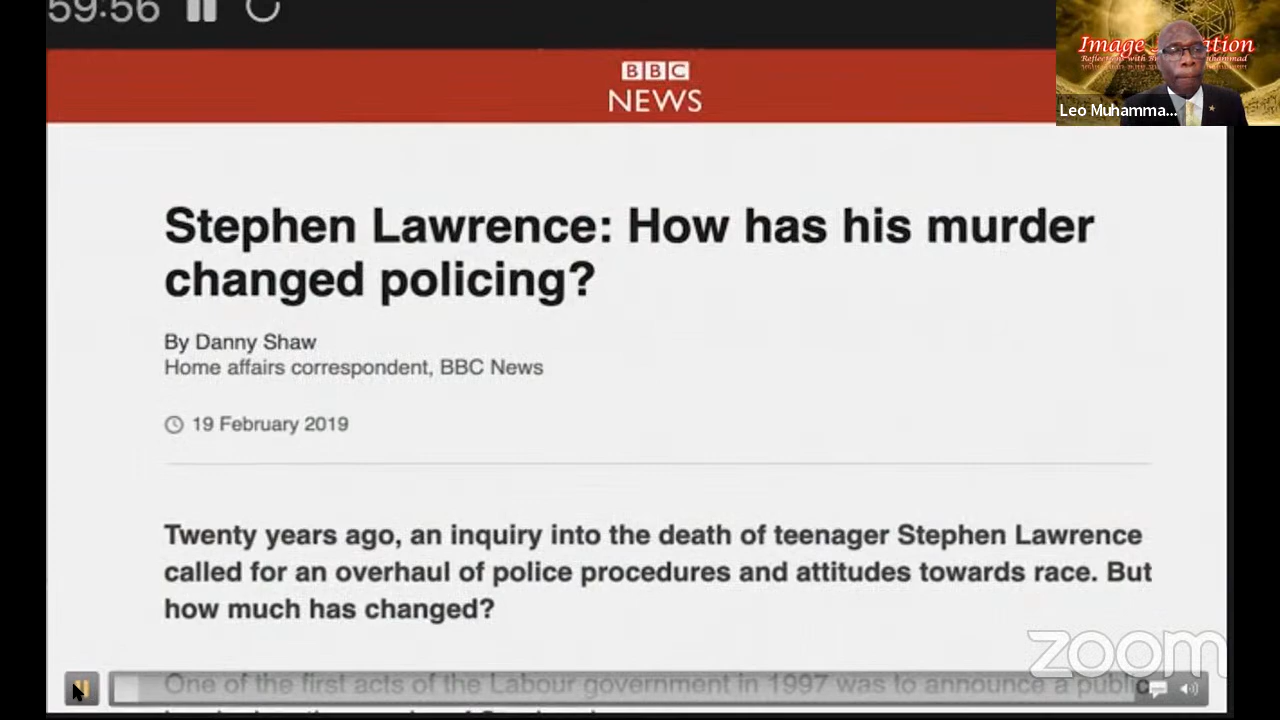 59:56
BBC
NEWS
Image
Leo Muhamma...
Stephen Lawrence: How has his murder
changed policing?
By Danny Shaw
Home affairs correspondent, BBC News
19 February 2019
Twenty years ago, an inquiry into the death of teenager Stephen Lawrence
called for an overhaul of police procedures and attitudes towards race. But
how much has changed?
zoom
One of the first acts of the Labour government in 1997 was to announce a public